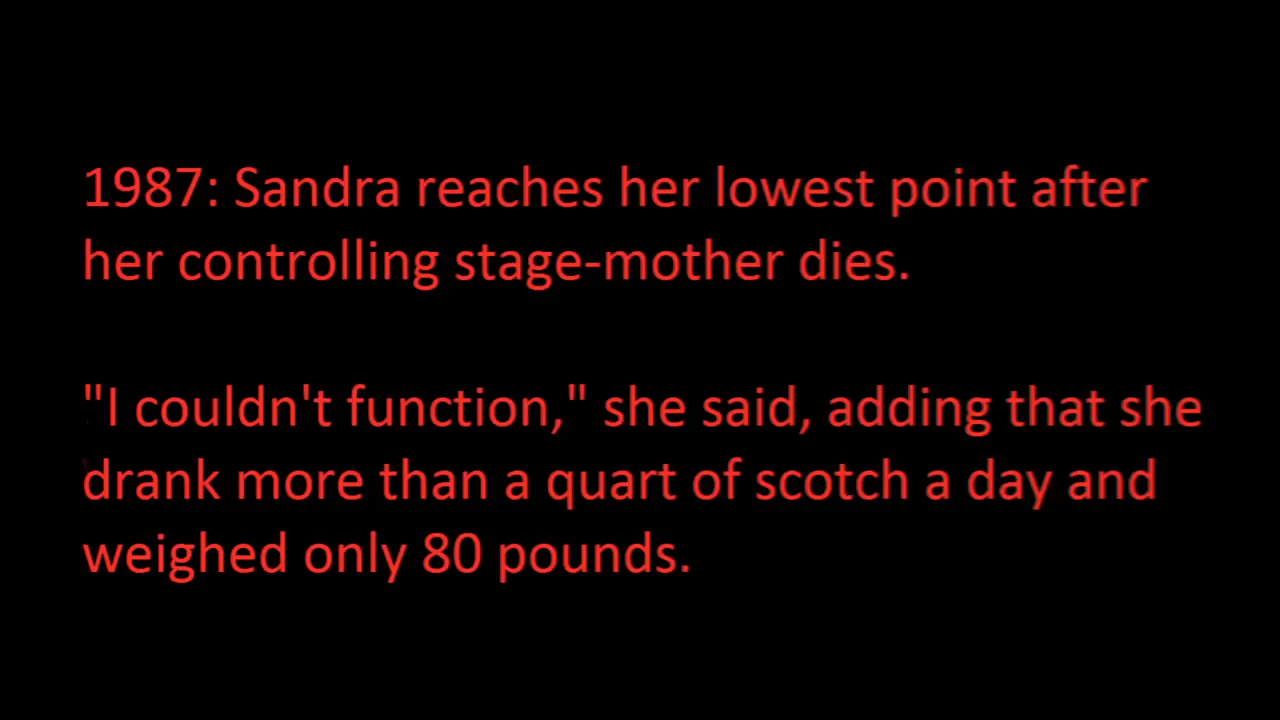 1987: Sandra reaches her lowest point after
her controlling stage-mother dies.
"I couldn't function," she said, adding that she
drank more than a quart of scotch a day and
weighed only 80 pounds.